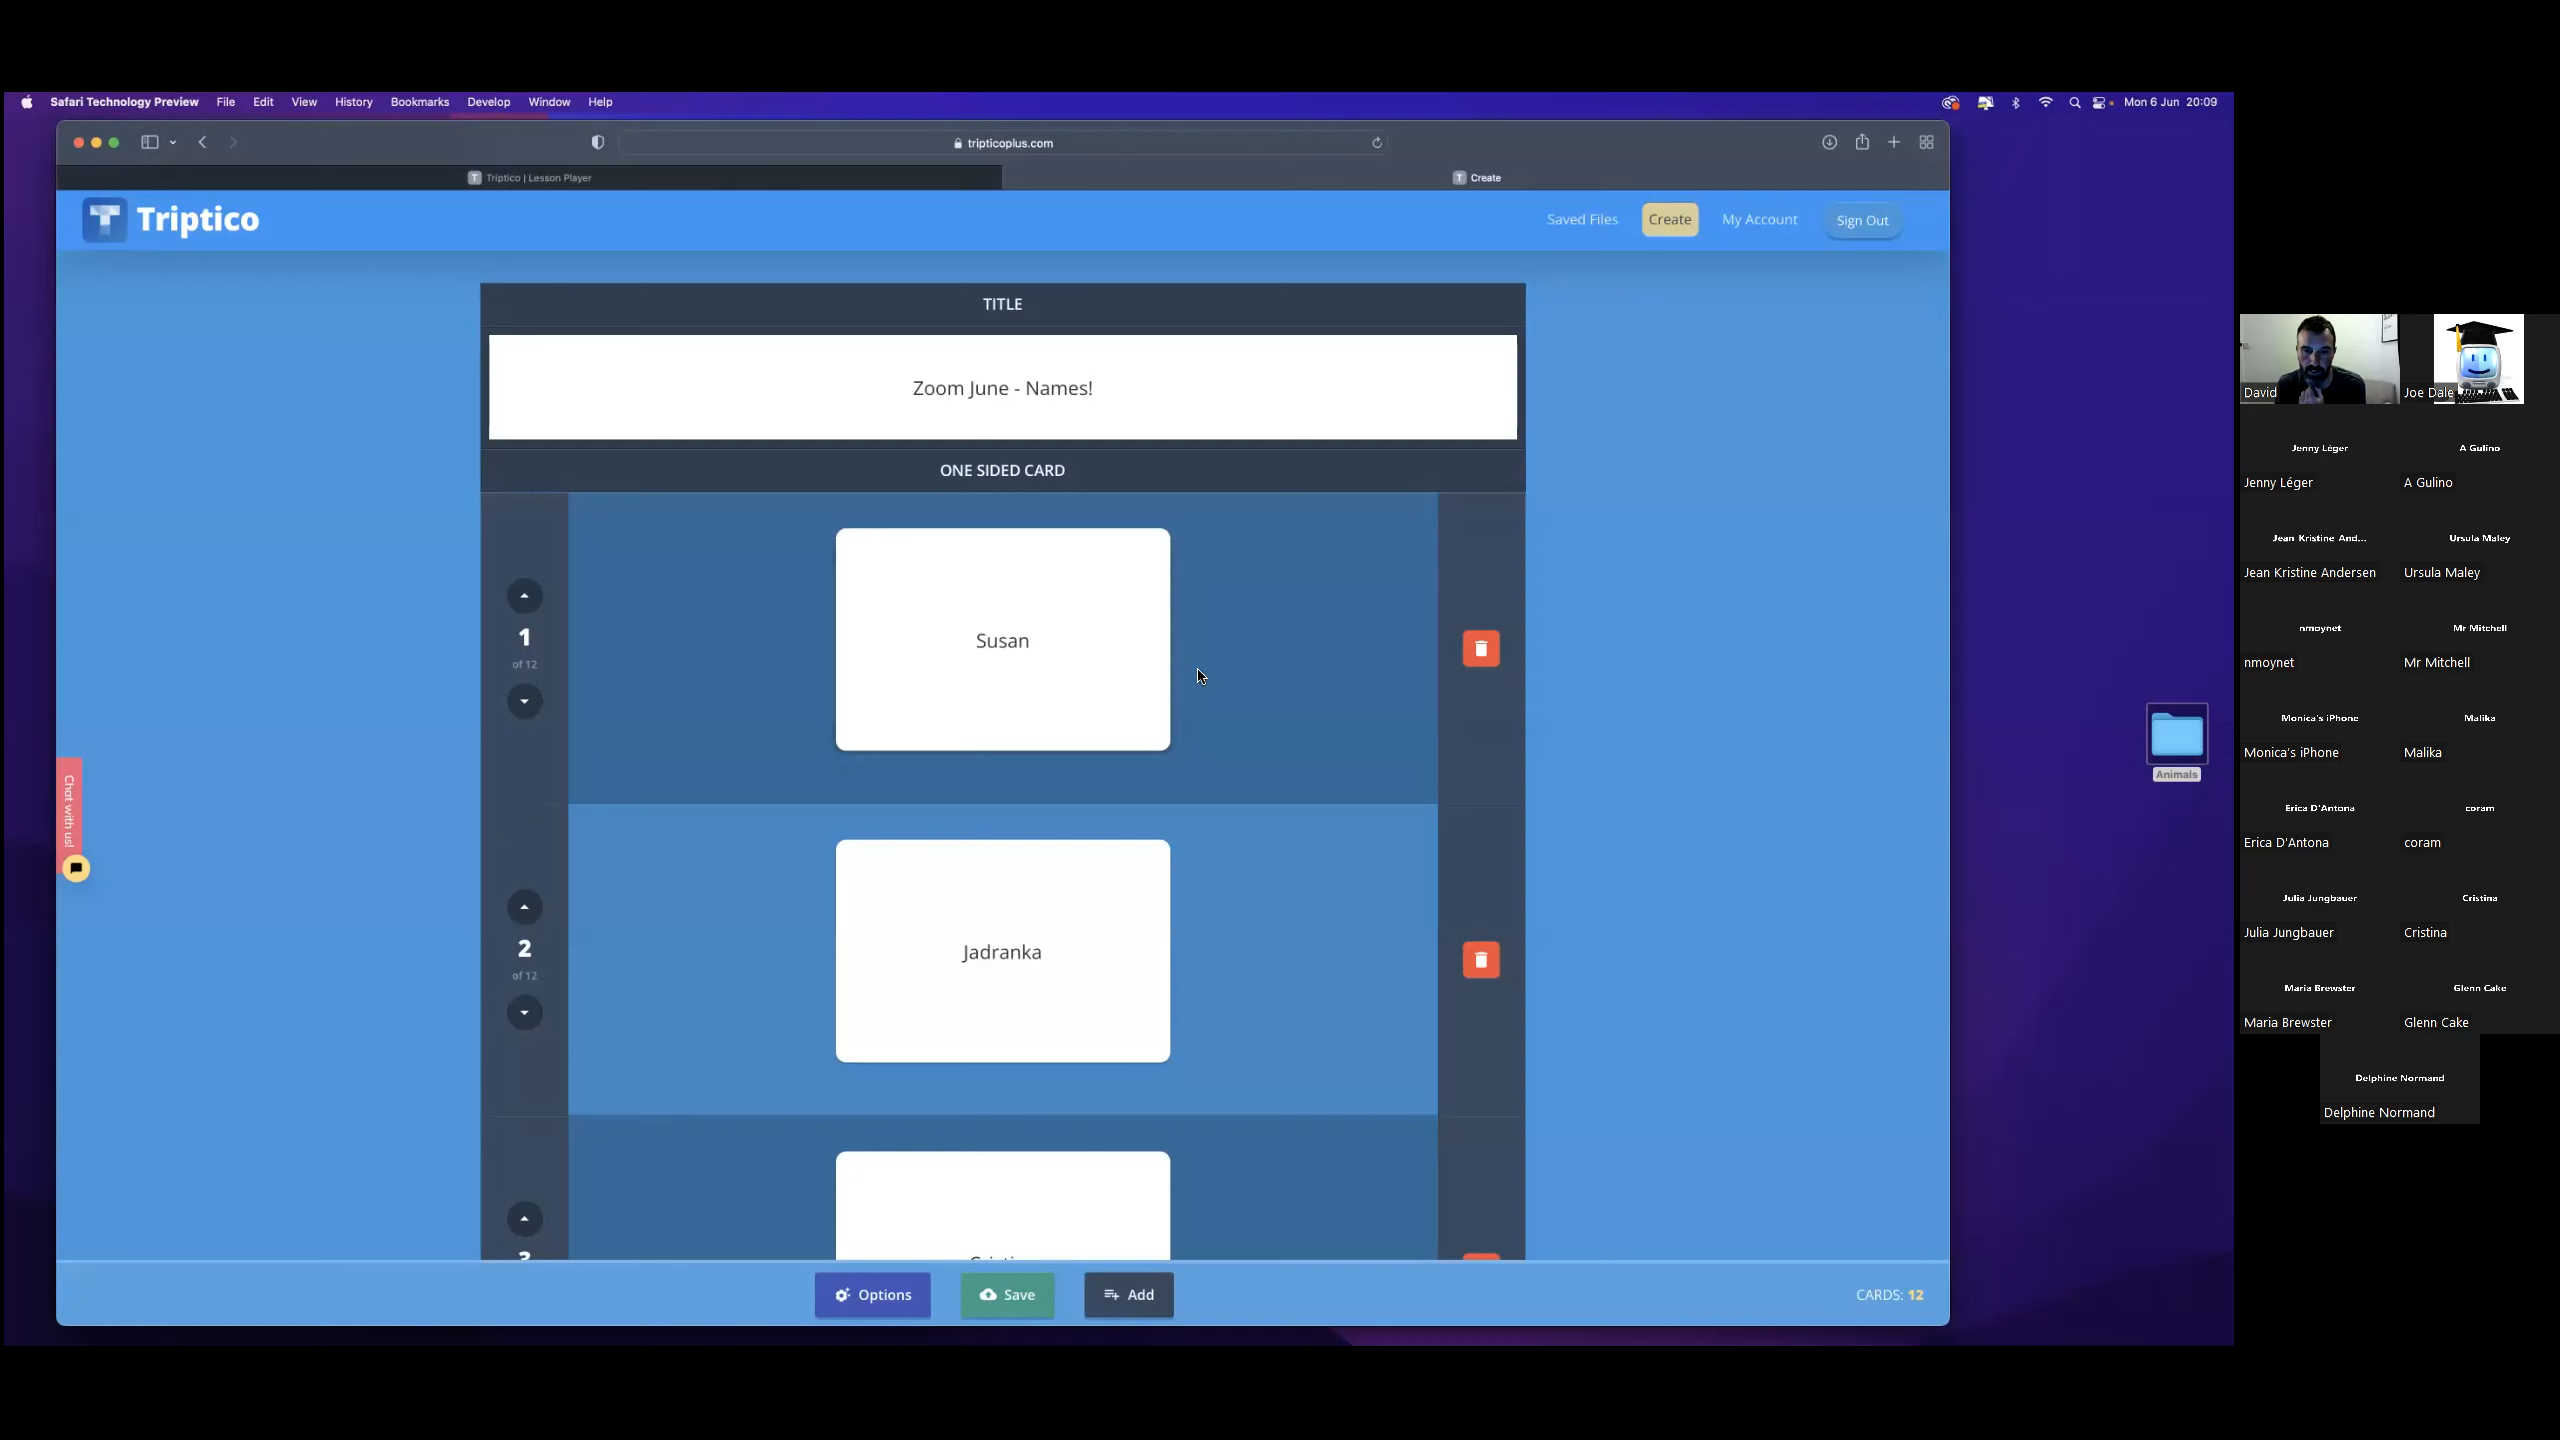 Safari Technology Preview File Edit View History Bookmarks Develop Window Help Mon 6 Jun 20:09
tripticoplus.com
T Triptico | Lesson Player T Create
T Triptico Saved Files Create My Account Sign Out
TITLE
Zoom June - Names!
ONE SIDED CARD
1
of 12
Susan
2
of 12
Jadranka
3
Chat with us!
Options Save Add CARDS: 12
Animals
David Joe Dale
Jenny Léger A Gulino
Jenny Léger A Gulino
Jean Kristine And... Ursula Maley
Jean Kristine Andersen Ursula Maley
nmoynet Mr Mitchell
nmoynet Mr Mitchell
Monica's iPhone Malika
Monica's iPhone Malika
Erica D'Antona coram
Erica D'Antona coram
Julia Jungbauer Cristina
Julia Jungbauer Cristina
Maria Brewster Glenn Cake
Maria Brewster Glenn Cake
Delphine Normand
Delphine Normand